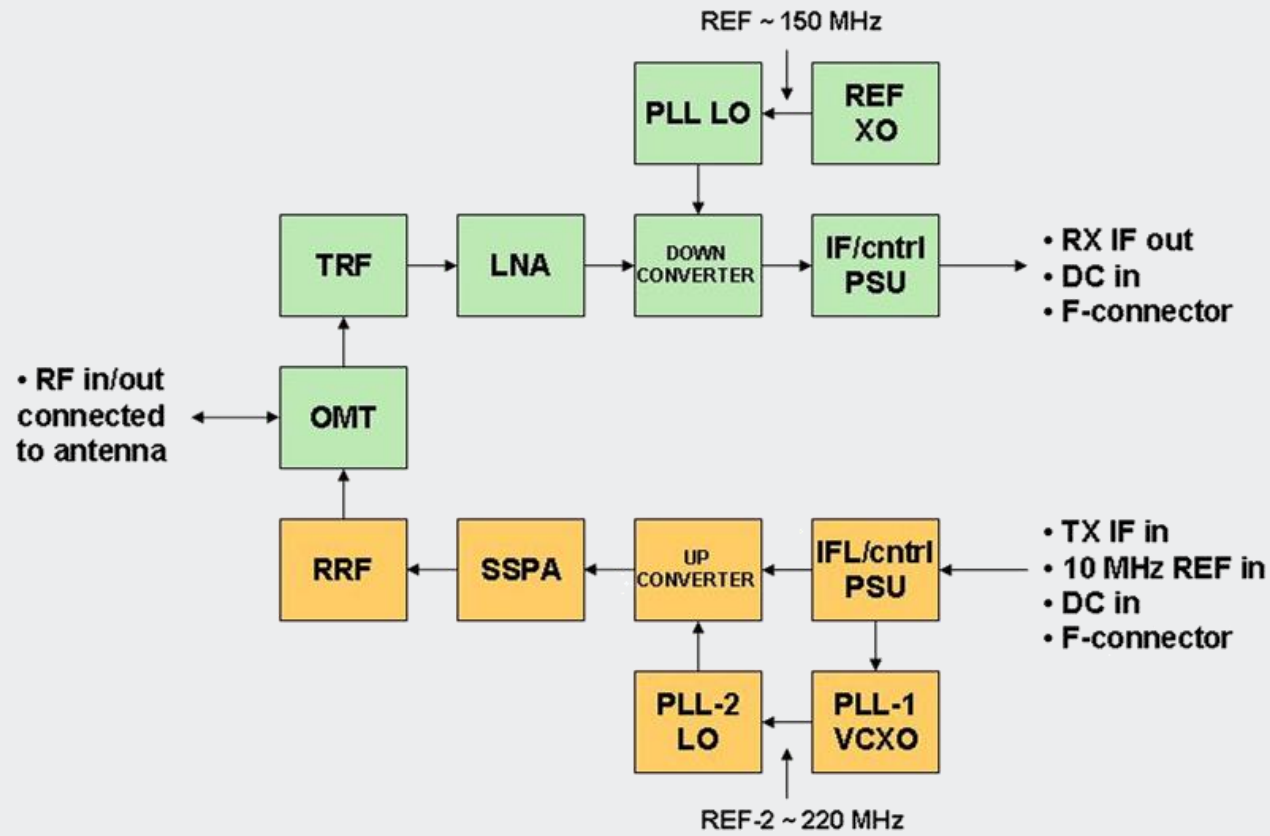 REF ~ 150 MHz
PLL LO
REF
XO
TRF
LNA
DOWN
CONVERTER
IF/cntrl
PSU
• RX IF out
• DC in
• F-connector
• RF in/out
connected
to antenna
OMT
RRF
SSPA
UP
CONVERTER
IFL/cntrl
PSU
• TX IF in
• 10 MHz REF in
• DC in
• F-connector
PLL-2
LO
PLL-1
VCXO
REF-2 ~ 220 MHz